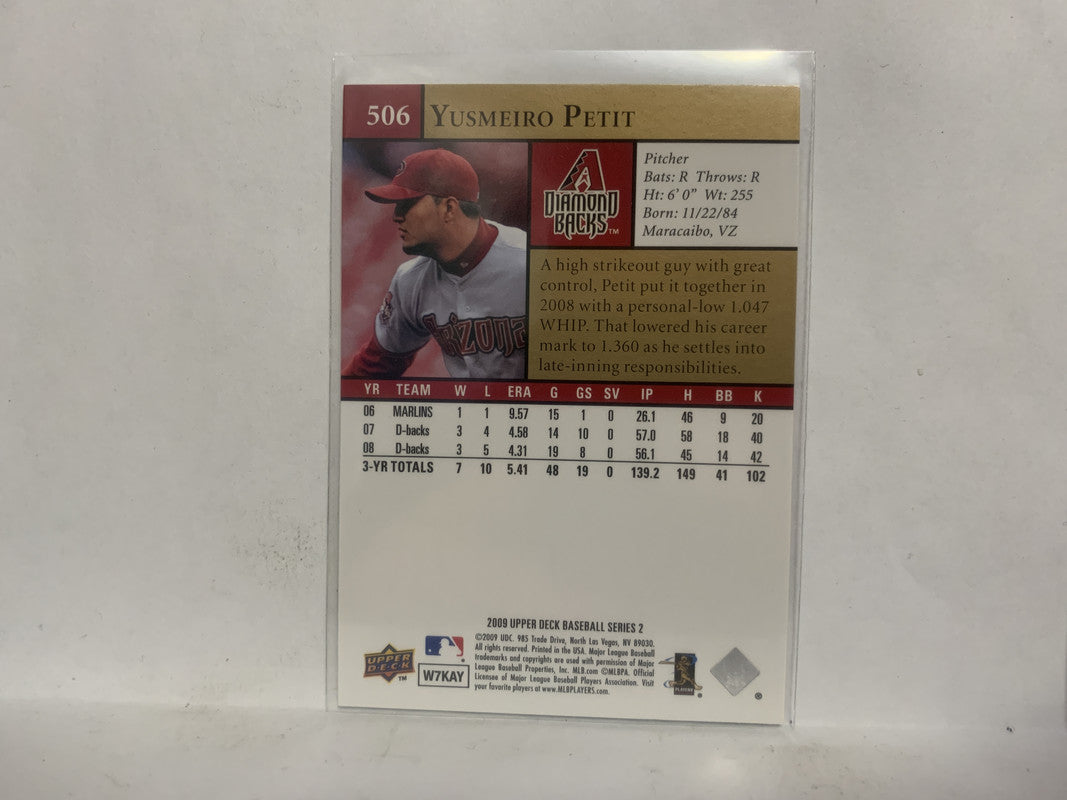 506 YUSMEIRO PETIT
DIAMOND
BACKS™
Arizona
Pitcher
Bats: R Throws: R
Ht: 6' 0" Wt: 255
Born: 11/22/84
Maracaibo, VZ
A high strikeout guy with great
control, Petit put it together in
2008 with a personal-low 1.047
WHIP. That lowered his career
mark to 1.360 as he settles into
late-inning responsibilities.
YR TEAM W L ERA G GS SV IP H BB K
06 MARLINS 1 1 9.57 15 1 0 26.1 46 9 20
07 D-backs 3 4 4.58 14 10 0 57.0 58 18 40
08 D-backs 3 5 4.31 19 8 0 56.1 45 14 42
3-YR TOTALS 7 10 5.41 48 19 0 139.2 149 41 102
2009 UPPER DECK BASEBALL SERIES 2
©2009 UDC. 985 Trade Drive, North Las Vegas, NV 89030.
All rights reserved. Printed in the USA. Major League Baseball
trademarks and copyrights are used with permission of Major
League Baseball Properties, Inc. MLB.com ©MLBPA. Official
Licensee of Major League Baseball Players Association. Visit
your favorite players at www.MLBPLAYERS.com.
UPPER
DECK
™
W7KAY
PLAYERS
®